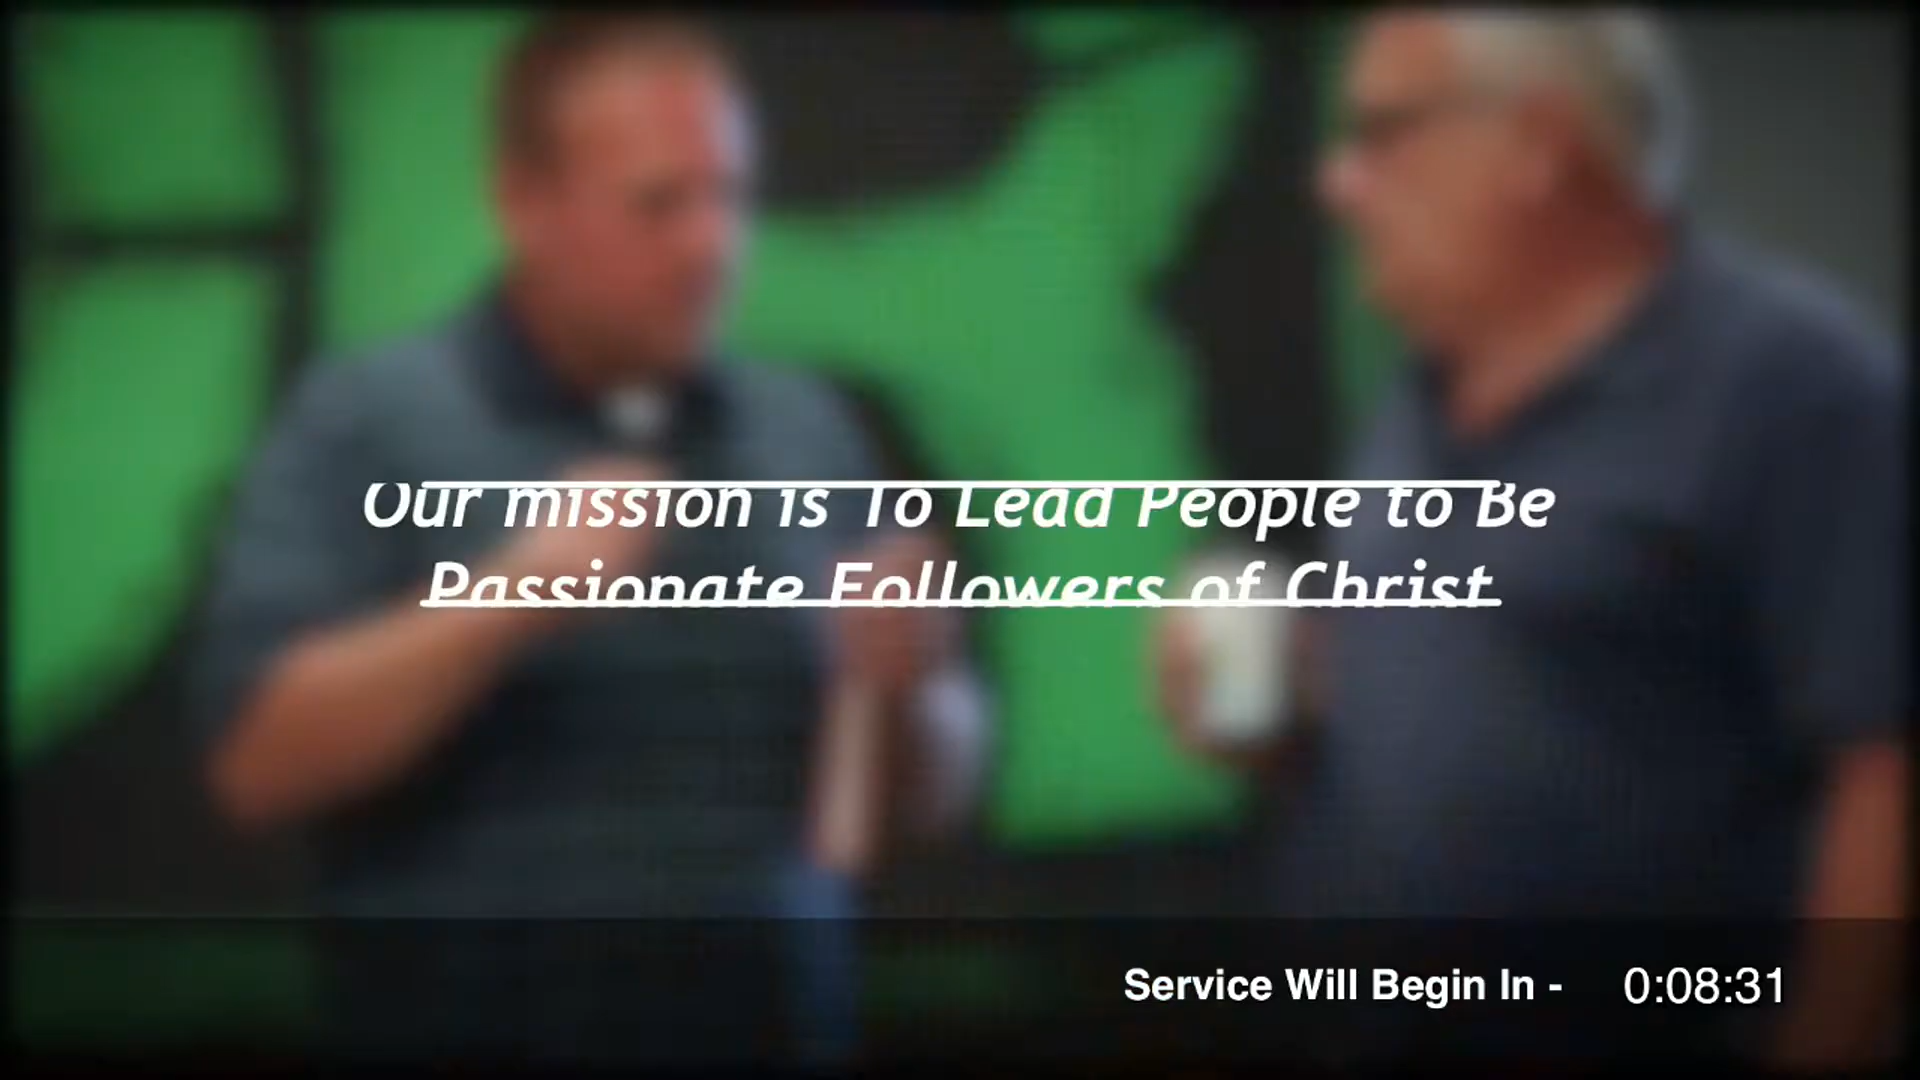 Our mission is To Lead People to Be
Passionate Followers of Christ
Service Will Begin In - 0:08:31